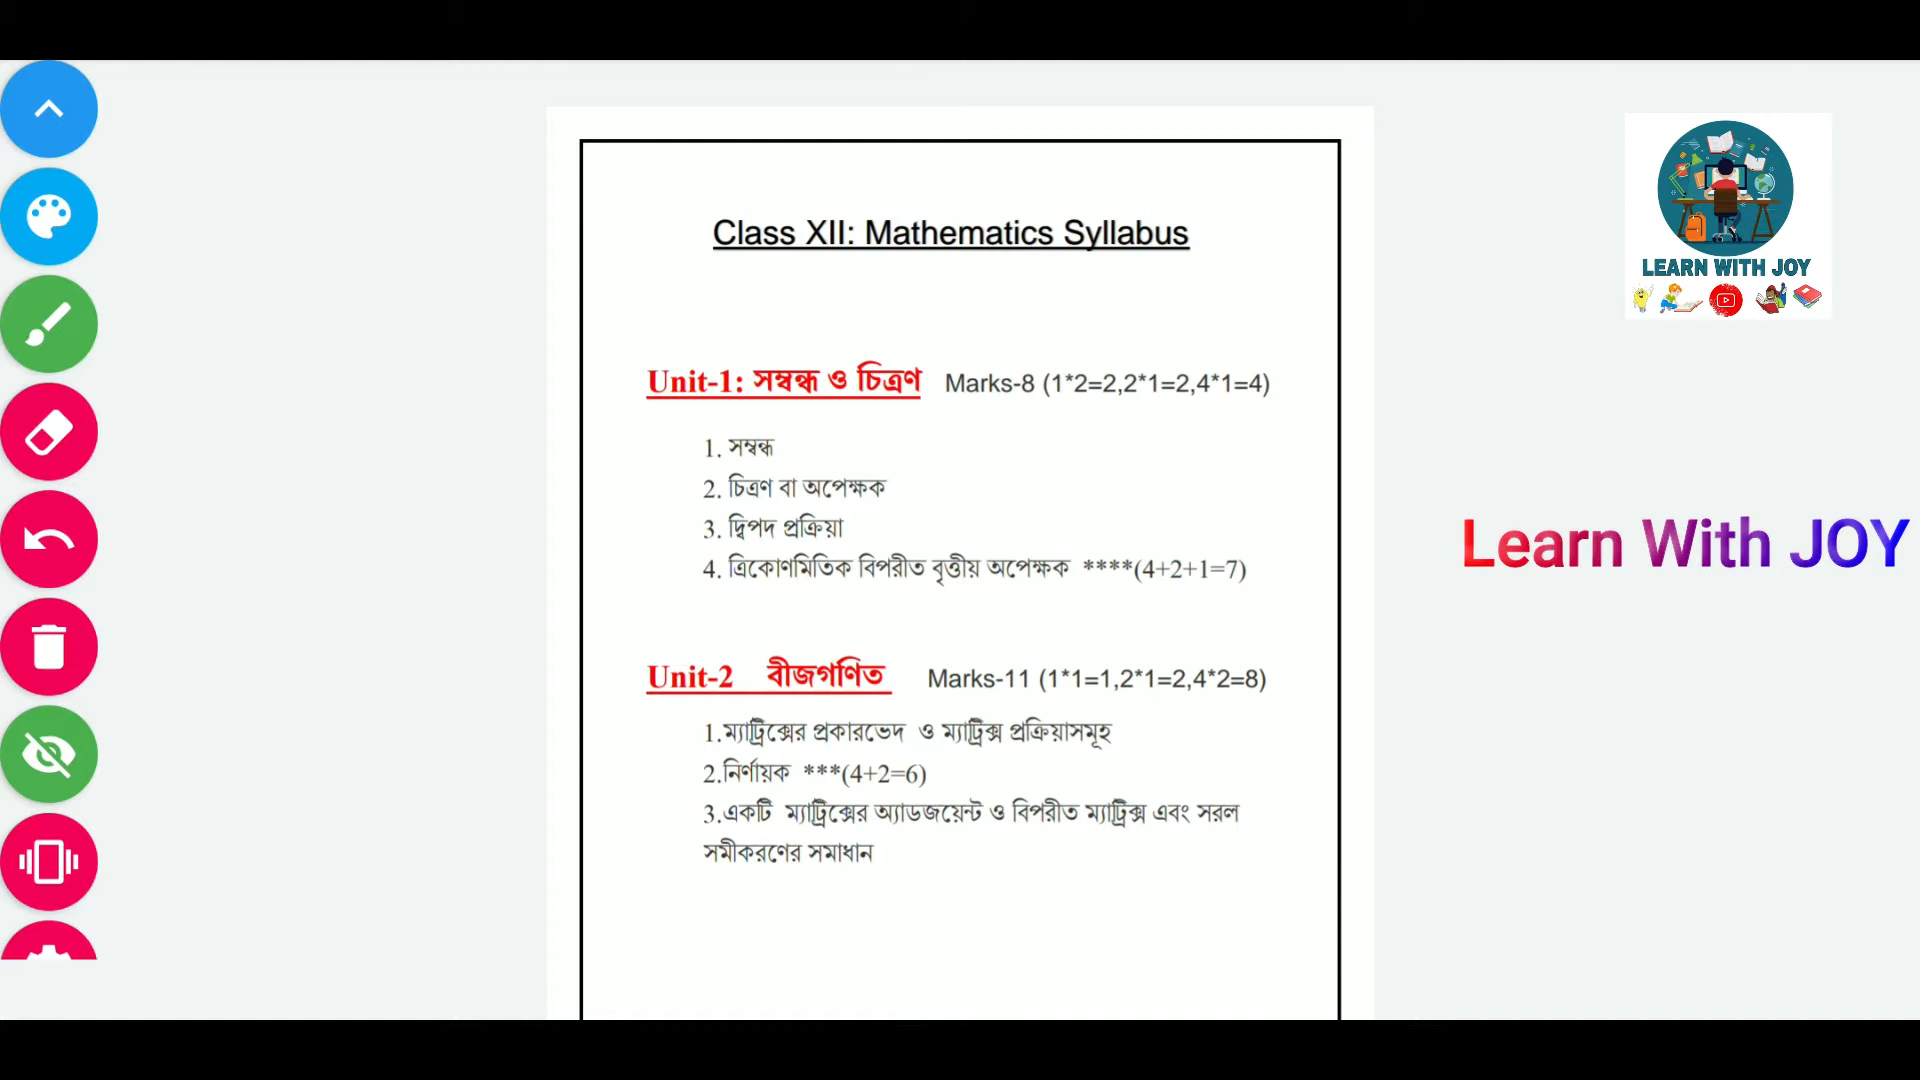 Class XII: Mathematics Syllabus
LEARN WITH JOY
Unit-1: সম্বন্ধ ও চিত্রণ Marks-8 (1*2=2,2*1=2,4*1=4)
1. সম্বন্ধ
2. চিত্রণ বা অপেক্ষক
3. দ্বিপদ প্রক্রিয়া
4. ত্রিকোণমিতিক বিপরীত বৃত্তীয় অপেক্ষক ****(4+2+1=7)
Learn With JOY
Unit-2 বীজগণিত Marks-11 (1*1=1,2*1=2,4*2=8)
1.ম্যাট্রিক্সের প্রকারভেদ ও ম্যাট্রিক্স প্রক্রিয়াসমূহ
2.নির্ণায়ক ***(4+2=6)
3.একটি ম্যাট্রিক্সের অ্যাডজয়েন্ট ও বিপরীত ম্যাট্রিক্স এবং সরল
সমীকরণের সমাধান